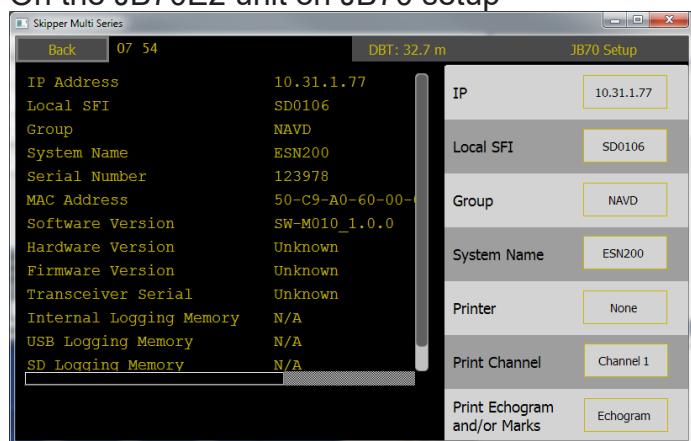 On the JB70E2 unit on JB70 setup
Skipper Multi Series
Back 07 54 DBT: 32.7 m JB70 Setup
IP Address 10.31.1.77
Local SFI SD0106
Group NAVD
System Name ESN200
Serial Number 123978
MAC Address 50-C9-A0-60-00-
Software Version SW-M010_1.0.0
Hardware Version Unknown
Firmware Version Unknown
Transceiver Serial Unknown
Internal Logging Memory N/A
USB Logging Memory N/A
SD Logging Memory N/A
IP 10.31.1.77
Local SFI SD0106
Group NAVD
System Name ESN200
Printer None
Print Channel Channel 1
Print Echogram
and/or Marks Echogram